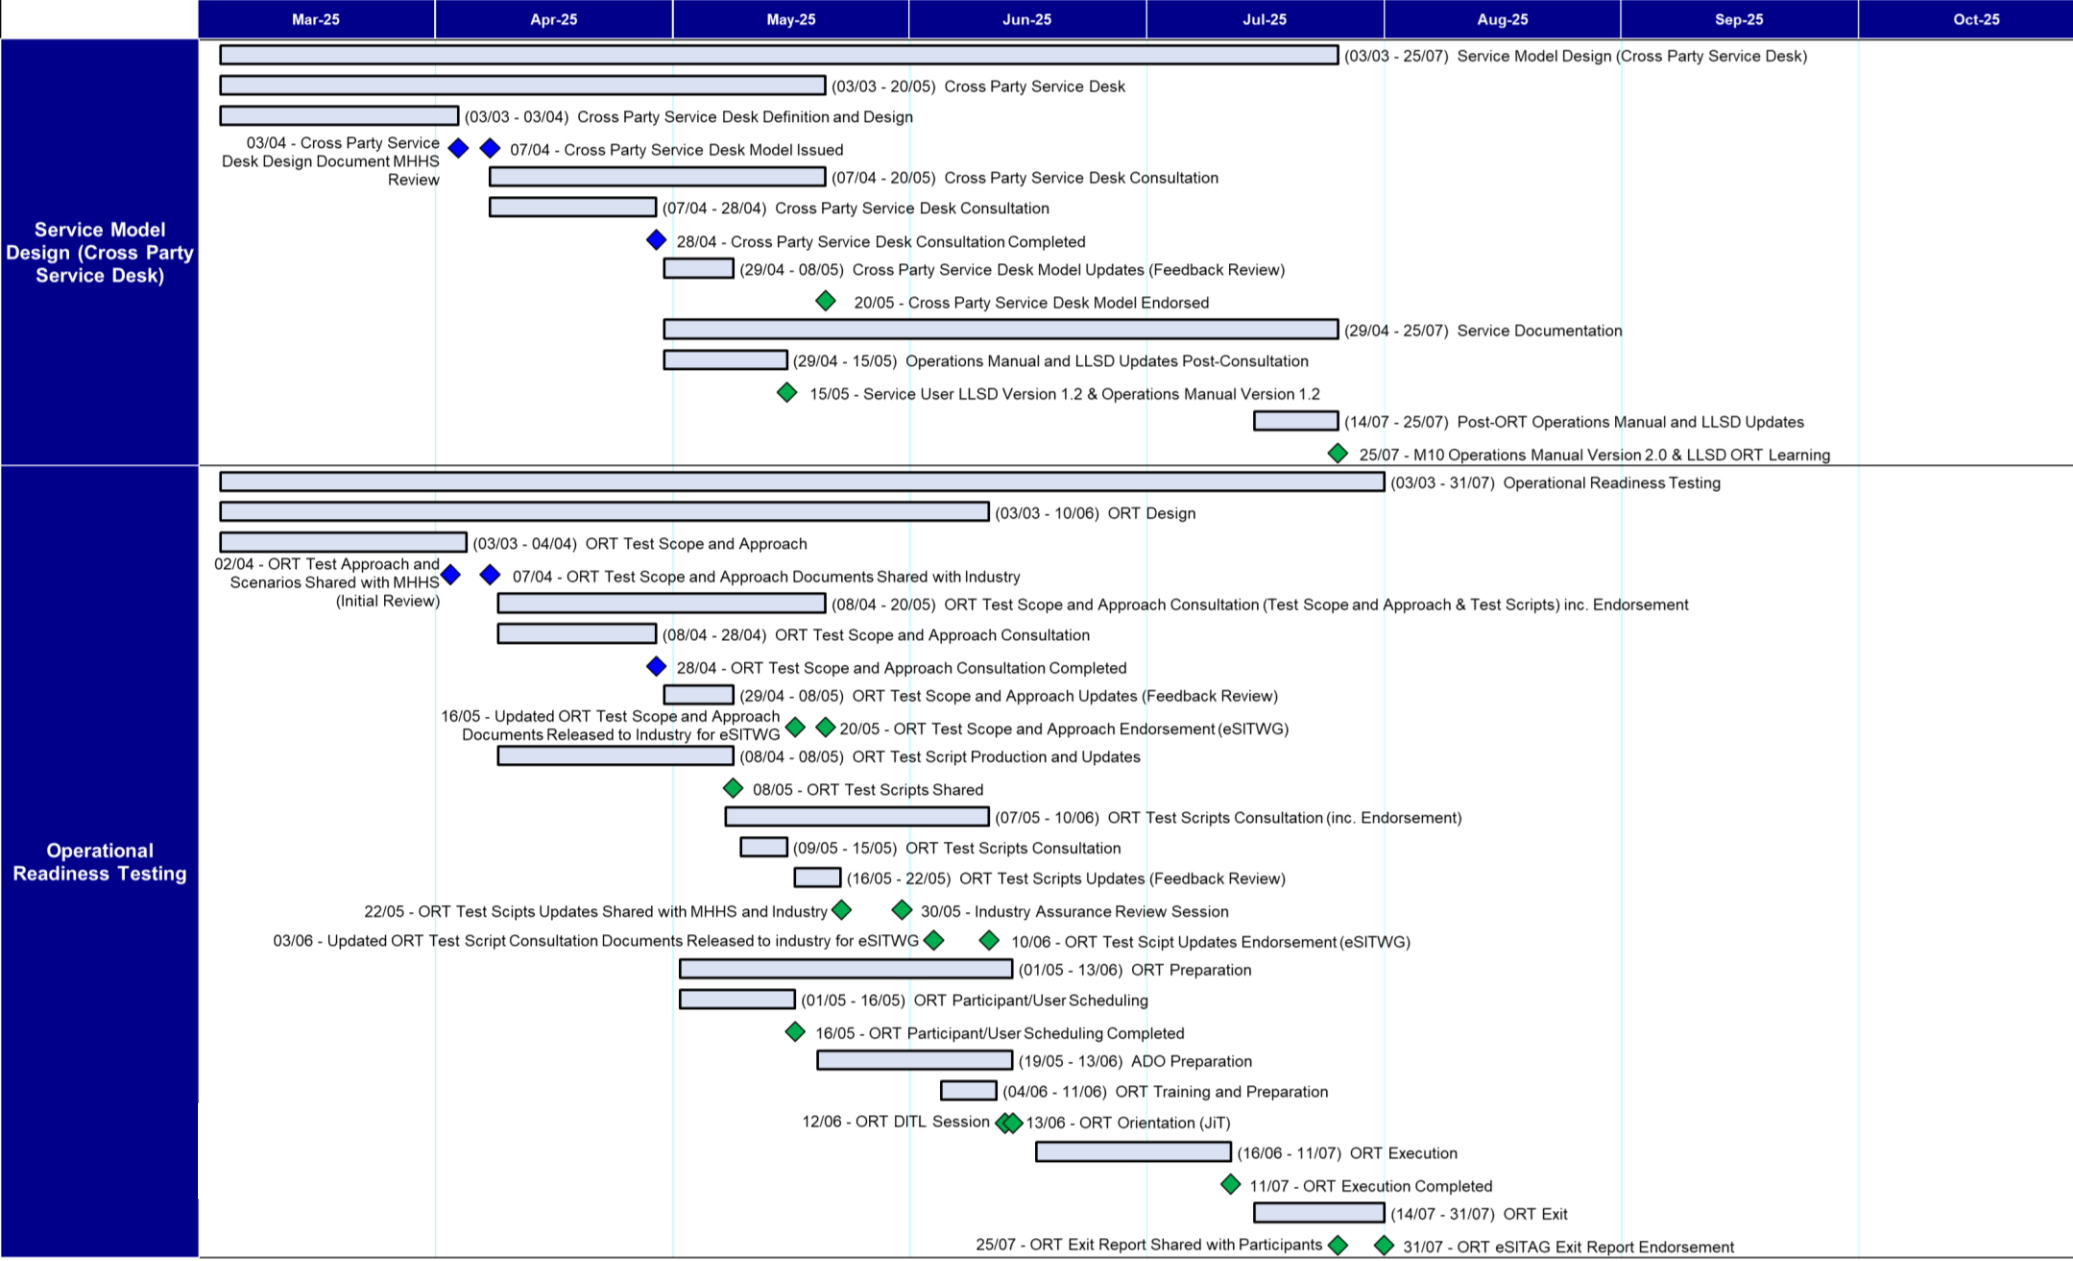 Mar-25
Apr-25
May-25
Jun-25
Jul-25
Aug-25
Sep-25
Oct-25
Service Model
Design (Cross Party
Service Desk)
(03/03 - 25/07) Service Model Design (Cross Party Service Desk)
(03/03 - 20/05) Cross Party Service Desk
(03/03 - 03/04) Cross Party Service Desk Definition and Design
03/04 - Cross Party Service
Desk Design Document MHHS
Review
07/04 - Cross Party Service Desk Model Issued
(07/04 - 20/05) Cross Party Service Desk Consultation
(07/04 - 28/04) Cross Party Service Desk Consultation
28/04 - Cross Party Service Desk Consultation Completed
(29/04 - 08/05) Cross Party Service Desk Model Updates (Feedback Review)
20/05 - Cross Party Service Desk Model Endorsed
(29/04 - 25/07) Service Documentation
(29/04 - 15/05) Operations Manual and LLSD Updates Post-Consultation
15/05 - Service User LLSD Version 1.2 & Operations Manual Version 1.2
(14/07 - 25/07) Post-ORT Operations Manual and LLSD Updates
25/07 - M10 Operations Manual Version 2.0 & LLSD ORT Learning
Operational
Readiness Testing
(03/03 - 31/07) Operational Readiness Testing
(03/03 - 10/06) ORT Design
(03/03 - 04/04) ORT Test Scope and Approach
02/04 - ORT Test Approach and
Scenarios Shared with MHHS
(Initial Review)
07/04 - ORT Test Scope and Approach Documents Shared with Industry
(08/04 - 20/05) ORT Test Scope and Approach Consultation (Test Scope and Approach & Test Scripts) inc. Endorsement
(08/04 - 28/04) ORT Test Scope and Approach Consultation
28/04 - ORT Test Scope and Approach Consultation Completed
(29/04 - 08/05) ORT Test Scope and Approach Updates (Feedback Review)
16/05 - Updated ORT Test Scope and Approach
Documents Released to Industry for eSITWG
20/05 - ORT Test Scope and Approach Endorsement (eSITWG)
(08/04 - 08/05) ORT Test Script Production and Updates
08/05 - ORT Test Scripts Shared
(07/05 - 10/06) ORT Test Scripts Consultation (inc. Endorsement)
(09/05 - 15/05) ORT Test Scripts Consultation
(16/05 - 22/05) ORT Test Scripts Updates (Feedback Review)
22/05 - ORT Test Scipts Updates Shared with MHHS and Industry
30/05 - Industry Assurance Review Session
03/06 - Updated ORT Test Script Consultation Documents Released to industry for eSITWG
10/06 - ORT Test Scipt Updates Endorsement (eSITWG)
(01/05 - 13/06) ORT Preparation
(01/05 - 16/05) ORT Participant/User Scheduling
16/05 - ORT Participant/User Scheduling Completed
(19/05 - 13/06) ADO Preparation
(04/06 - 11/06) ORT Training and Preparation
12/06 - ORT DITL Session
13/06 - ORT Orientation (JiT)
(16/06 - 11/07) ORT Execution
11/07 - ORT Execution Completed
(14/07 - 31/07) ORT Exit
25/07 - ORT Exit Report Shared with Participants
31/07 - ORT eSITAG Exit Report Endorsement